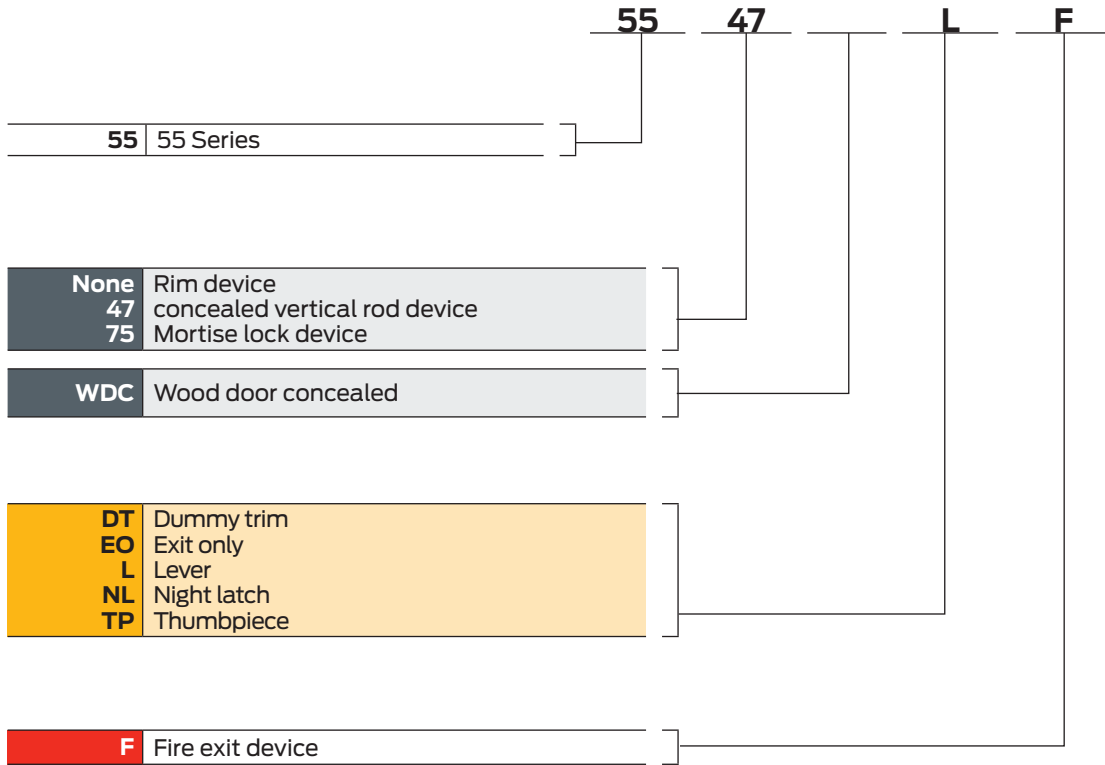 55 47 L F
55 55 Series
None Rim device
47 concealed vertical rod device
75 Mortise lock device
WDC Wood door concealed
DT Dummy trim
EO Exit only
L Lever
NL Night latch
TP Thumbpiece
F Fire exit device